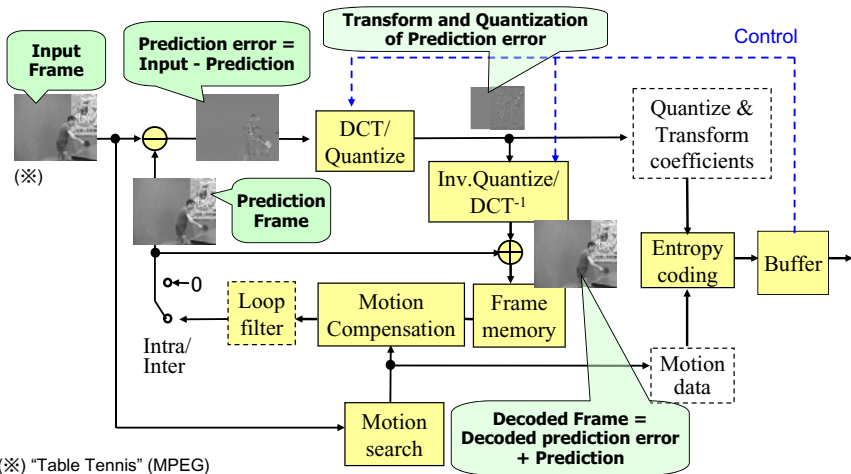 Input
Frame
Prediction error =
Input - Prediction
Transform and Quantization
of Prediction error
Control
DCT/
Quantize
Quantize &
Transform
coefficients
(※)
Prediction
Frame
Inv.Quantize/
DCT⁻¹
Entropy
coding
Buffer
0
Loop
filter
Motion
Compensation
Frame
memory
Intra/
Inter
Motion
data
Motion
search
Decoded Frame =
Decoded prediction error
+ Prediction
(※) “Table Tennis” (MPEG)